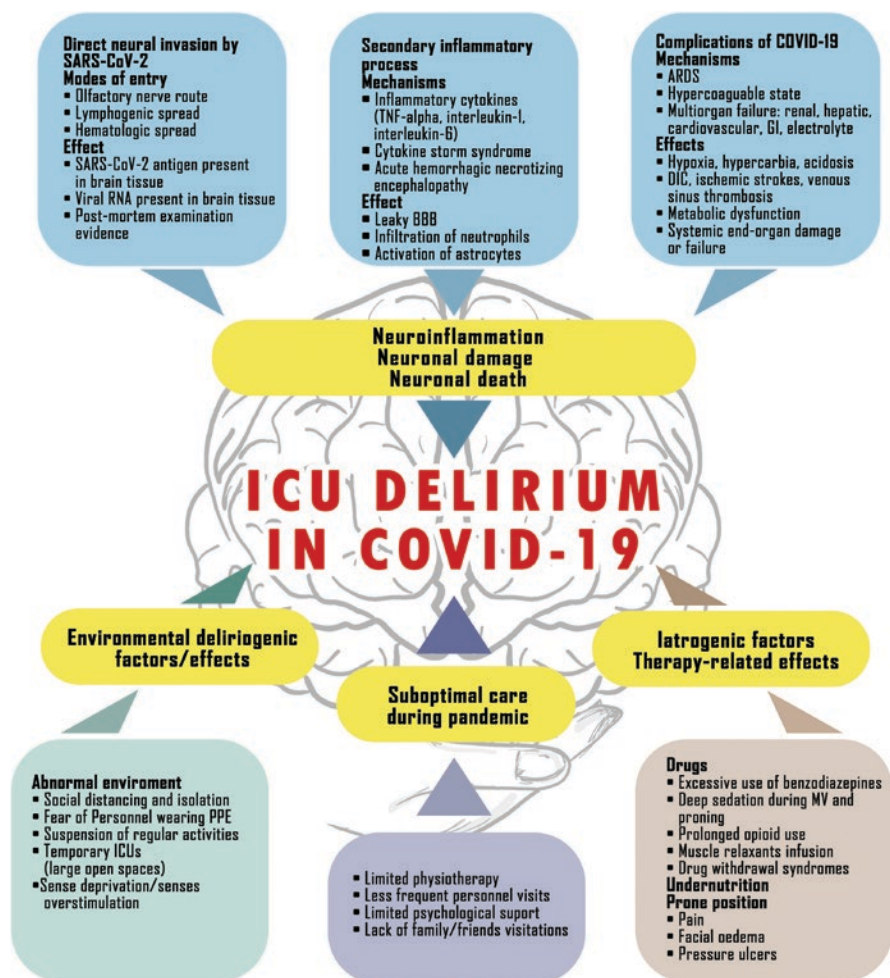 Direct neural invasion by
SARS-CoV-2
Modes of entry
▪ Olfactory nerve route
▪ Lymphogenic spread
▪ Hematologic spread
Effect
▪ SARS-CoV-2 antigen present
in brain tissue
▪ Viral RNA present in brain tissue
▪ Post-mortem examination
evidence
Secondary inflammatory
process
Mechanisms
▪ Inflammatory cytokines
(TNF-alpha, interleukin-1,
interleukin-6)
▪ Cytokine storm syndrome
▪ Acute hemorrhagic necrotizing
encephalopathy
Effect
▪ Leaky BBB
▪ Infiltration of neutrophils
▪ Activation of astrocytes
Complications of COVID-19
Mechanisms
▪ ARDS
▪ Hypercoaguable state
▪ Multiorgan failure: renal, hepatic,
cardiovascular, GI, electrolyte
Effects
▪ Hypoxia, hypercarbia, acidosis
▪ DIC, ischemic strokes, venous
sinus thrombosis
▪ Metabolic dysfunction
▪ Systemic end-organ damage
or failure
Neuroinflammation
Neuronal damage
Neuronal death
ICU DELIRIUM
IN COVID-19
Environmental deliriogenic
factors/effects
Suboptimal care
during pandemic
Iatrogenic factors
Therapy-related effects
Abnormal enviroment
▪ Social distancing and isolation
▪ Fear of Personnel wearing PPE
▪ Suspension of regular activities
▪ Temporary ICUs
(large open spaces)
▪ Sense deprivation/senses
overstimulation
▪ Limited physiotherapy
▪ Less frequent personnel visits
▪ Limited psychological suport
▪ Lack of family/friends visitations
Drugs
▪ Excessive use of benzodiazepines
▪ Deep sedation during MV and
proning
▪ Prolonged opioid use
▪ Muscle relaxants infusion
▪ Drug withdrawal syndromes
Undernutrition
Prone position
▪ Pain
▪ Facial oedema
▪ Pressure ulcers